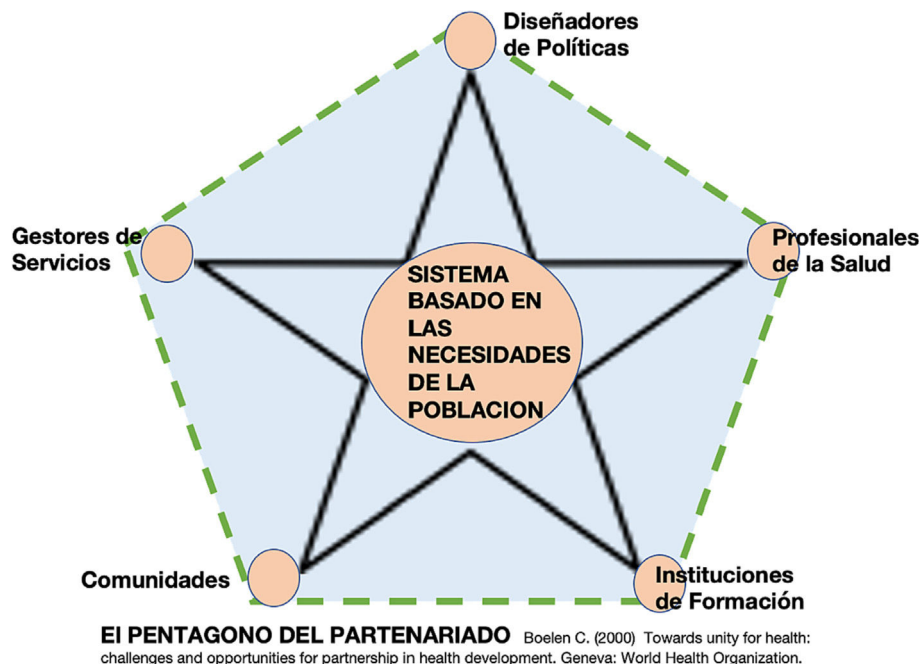 Diseñadores
de Políticas
Gestores de
Servicios
Profesionales
de la Salud
SISTEMA
BASADO EN
LAS
NECESIDADES
DE LA
POBLACION
Comunidades
Instituciones
de Formación
El PENTAGONO DEL PARTENARIADO Boelen C. (2000) Towards unity for health:
challenges and opportunities for partnership in health development. Geneva: World Health Organization.